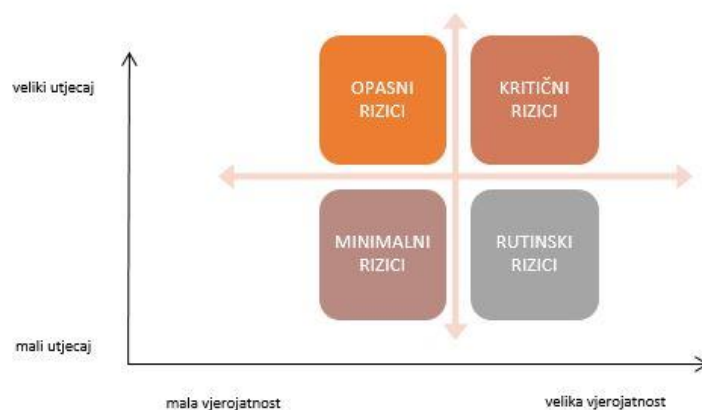 veliki utjecaj
OPASNI
RIZICI
KRITIČNI
RIZICI
MINIMALNI
RIZICI
RUTINSKI
RIZICI
mali utjecaj
mala vjerojatnost
velika vjerojatnost